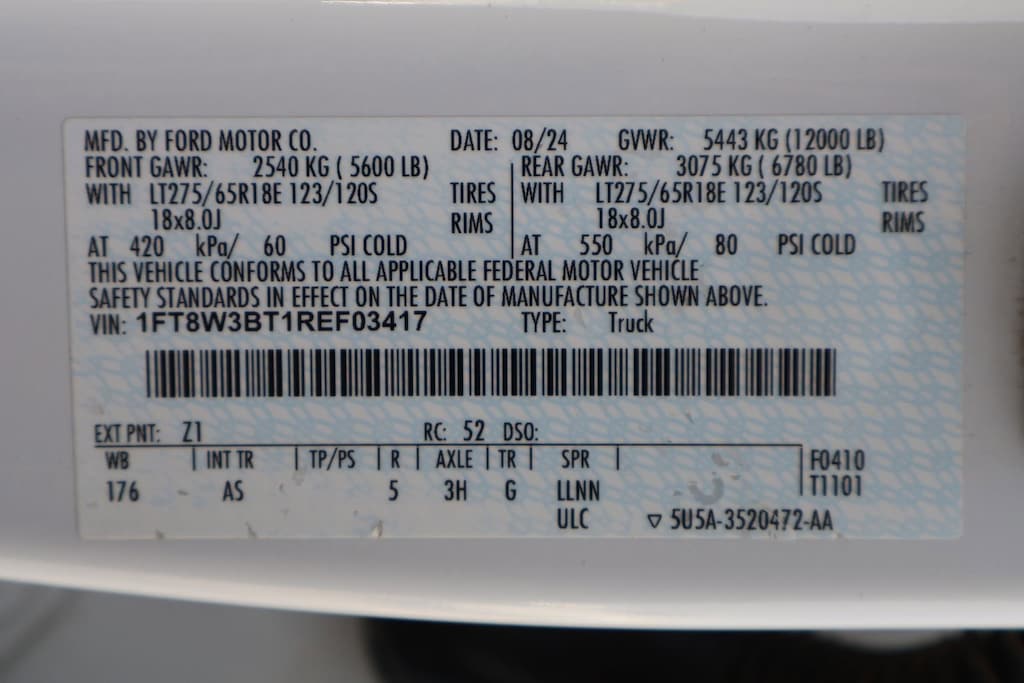 MFD. BY FORD MOTOR CO. DATE: 08/24 GVWR: 5443 KG (12000 LB)
FRONT GAWR: 2540 KG ( 5600 LB) REAR GAWR: 3075 KG ( 6780 LB)
WITH LT275/65R18E 123/120S TIRES WITH LT275/65R18E 123/120S TIRES
18x8.0J RIMS 18x8.0J RIMS
AT 420 kPa/ 60 PSI COLD AT 550 kPa/ 80 PSI COLD
THIS VEHICLE CONFORMS TO ALL APPLICABLE FEDERAL MOTOR VEHICLE
SAFETY STANDARDS IN EFFECT ON THE DATE OF MANUFACTURE SHOWN ABOVE.
VIN: 1FT8W3BT1REF03417 TYPE: Truck
EXT PNT: Z1 RC: 52 DSO:
WB INT TR TP/PS R AXLE TR SPR F0410
176 AS 5 3H G LLNN T1101
ULC ▽ 5U5A-3520472-AA